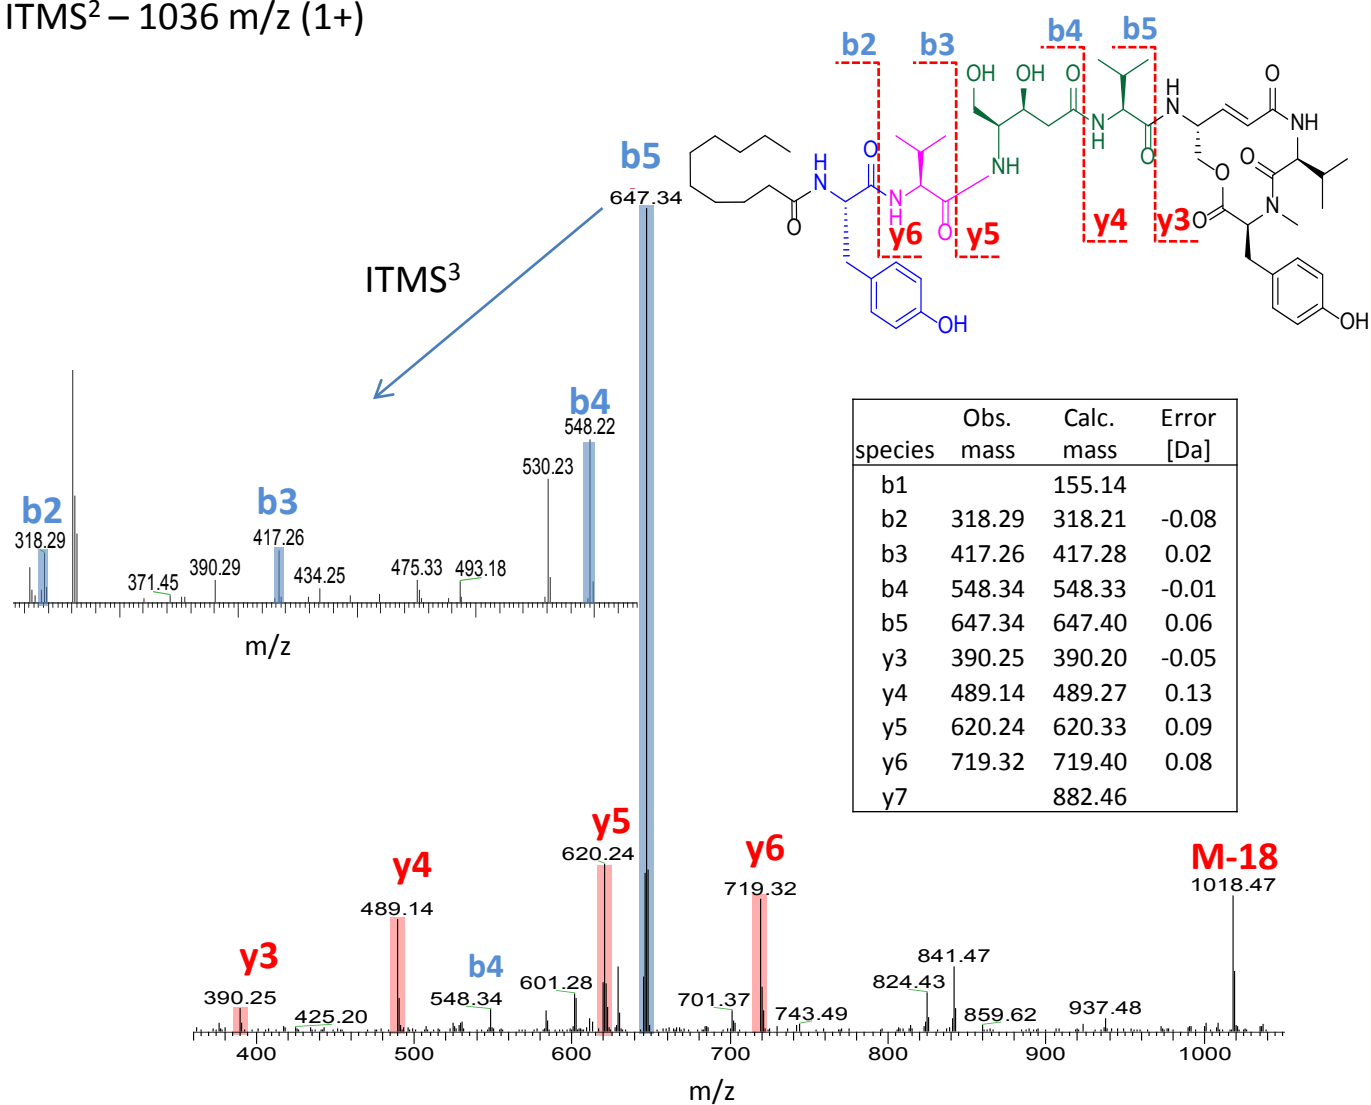 ITMS² – 1036 m/z (1+)
b2 b3 b4 b5
OH OH O O
H
N
NH
O
O
H
N
O
N
H
O
NH
N
H
O
O
O
N
O
y6 y5 y4 y3
OH
OH
b5
647.34
ITMS³
b4
548.22
530.23
b3
417.26
b2
318.29
371.45 390.29 434.25 475.33 493.18
m/z
species Obs. mass Calc. mass Error [Da]
b1 155.14
b2 318.29 318.21 -0.08
b3 417.26 417.28 0.02
b4 548.34 548.33 -0.01
b5 647.34 647.40 0.06
y3 390.25 390.20 -0.05
y4 489.14 489.27 0.13
y5 620.24 620.33 0.09
y6 719.32 719.40 0.08
y7 882.46
y5
620.24
y6
719.32
M-18
1018.47
y4
489.14
y3
390.25
b4
548.34
425.20 601.28 701.37 743.49 824.43 841.47 859.62 937.48
400 500 600 700 800 900 1000
m/z